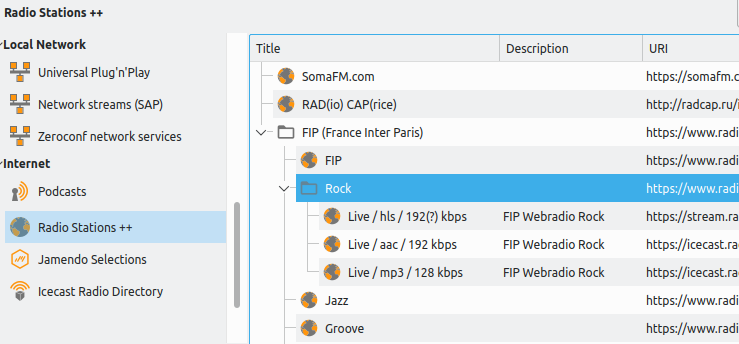 Radio Stations ++
Local Network
Universal Plug'n'Play
Network streams (SAP)
Zeroconf network services
Internet
Podcasts
Radio Stations ++
Jamendo Selections
Icecast Radio Directory
Title Description URI
SomaFM.com https://somafm.c
RAD(io) CAP(rice) http://radcap.ru/i
FIP (France Inter Paris) https://www.radi
FIP https://www.radi
Rock https://www.radi
Live / hls / 192(?) kbps FIP Webradio Rock https://stream.ra
Live / aac / 192 kbps FIP Webradio Rock https://icecast.ra
Live / mp3 / 128 kbps FIP Webradio Rock https://icecast.ra
Jazz https://www.radi
Groove https://www.radi